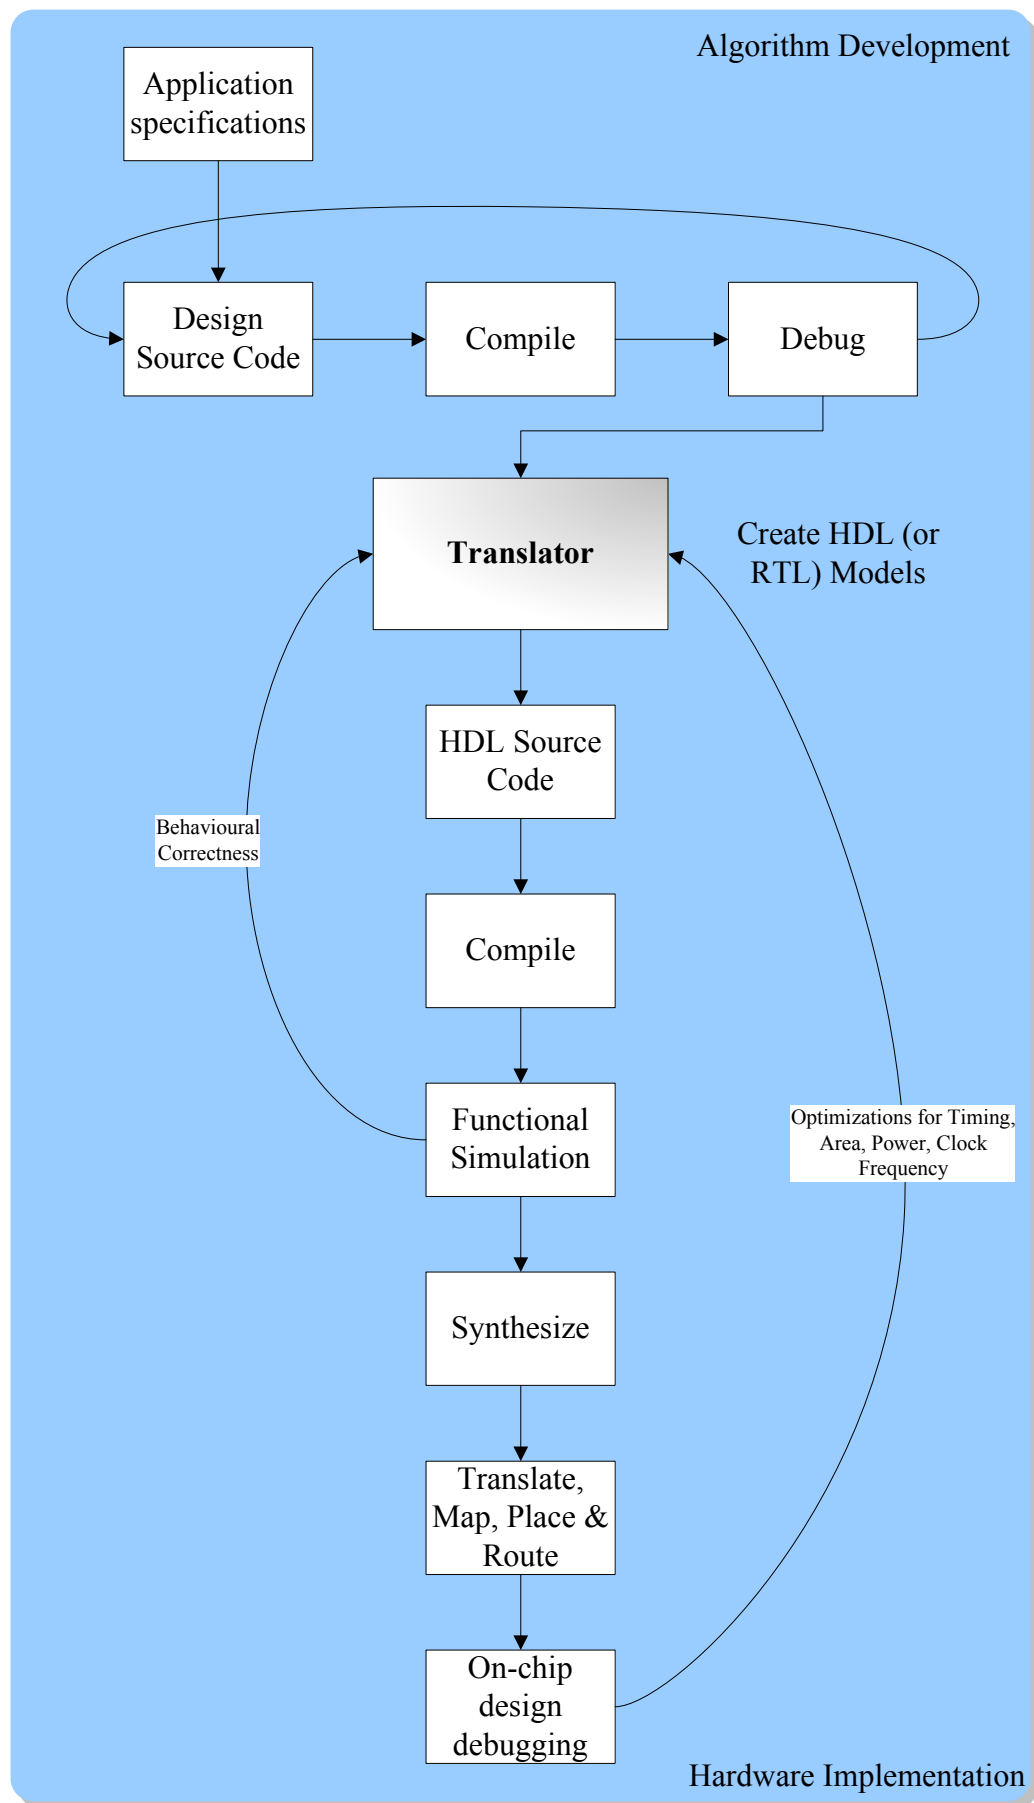 Algorithm Development
Application
specifications
Design
Source Code
Compile
Debug
Translator
Create HDL (or
RTL) Models
HDL Source
Code
Behavioural
Correctness
Compile
Functional
Simulation
Optimizations for Timing,
Area, Power, Clock
Frequency
Synthesize
Translate,
Map, Place &
Route
On-chip
design
debugging
Hardware Implementation